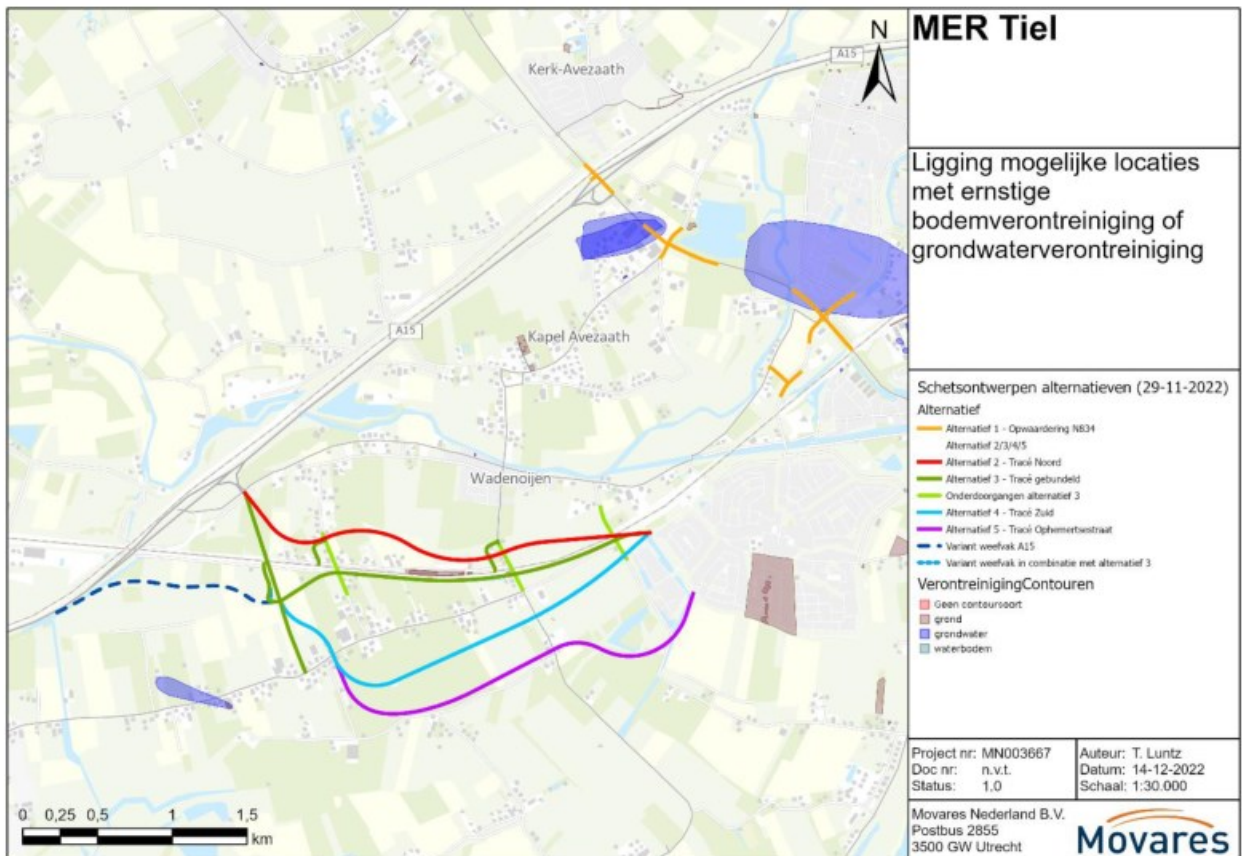 MER Tiel
Ligging mogelijke locaties
met ernstige
bodemverontreiniging of
grondwaterverontreiniging
Schetsontwerpen alternatieven (29-11-2022)
Alternatief
Alternatief 1 - Opwaardering N834
Alternatief 2/3/4/5
Alternatief 2 - Tracé Noord
Alternatief 3 - Tracé gebundeld
Onderdoorgangen alternatief 3
Alternatief 4 - Tracé Zuid
Alternatief 5 - Tracé Ophemertsestraat
Variant weefvak A15
Variant weefvak in combinatie met alternatief 3
VerontreinigingContouren
Geen contoursoort
grond
grondwater
waterbodem
Project nr: MN003667
Doc nr: n.v.t.
Status: 1,0
Auteur: T. Luntz
Datum: 14-12-2022
Schaal: 1:30.000
Movares Nederland B.V.
Postbus 2855
3500 GW Utrecht
Movares
N
A15
Kerk-Avezaath
A15
Kapel Avezaath
Wadenoijen
0 0,25 0,5 1 1,5
km